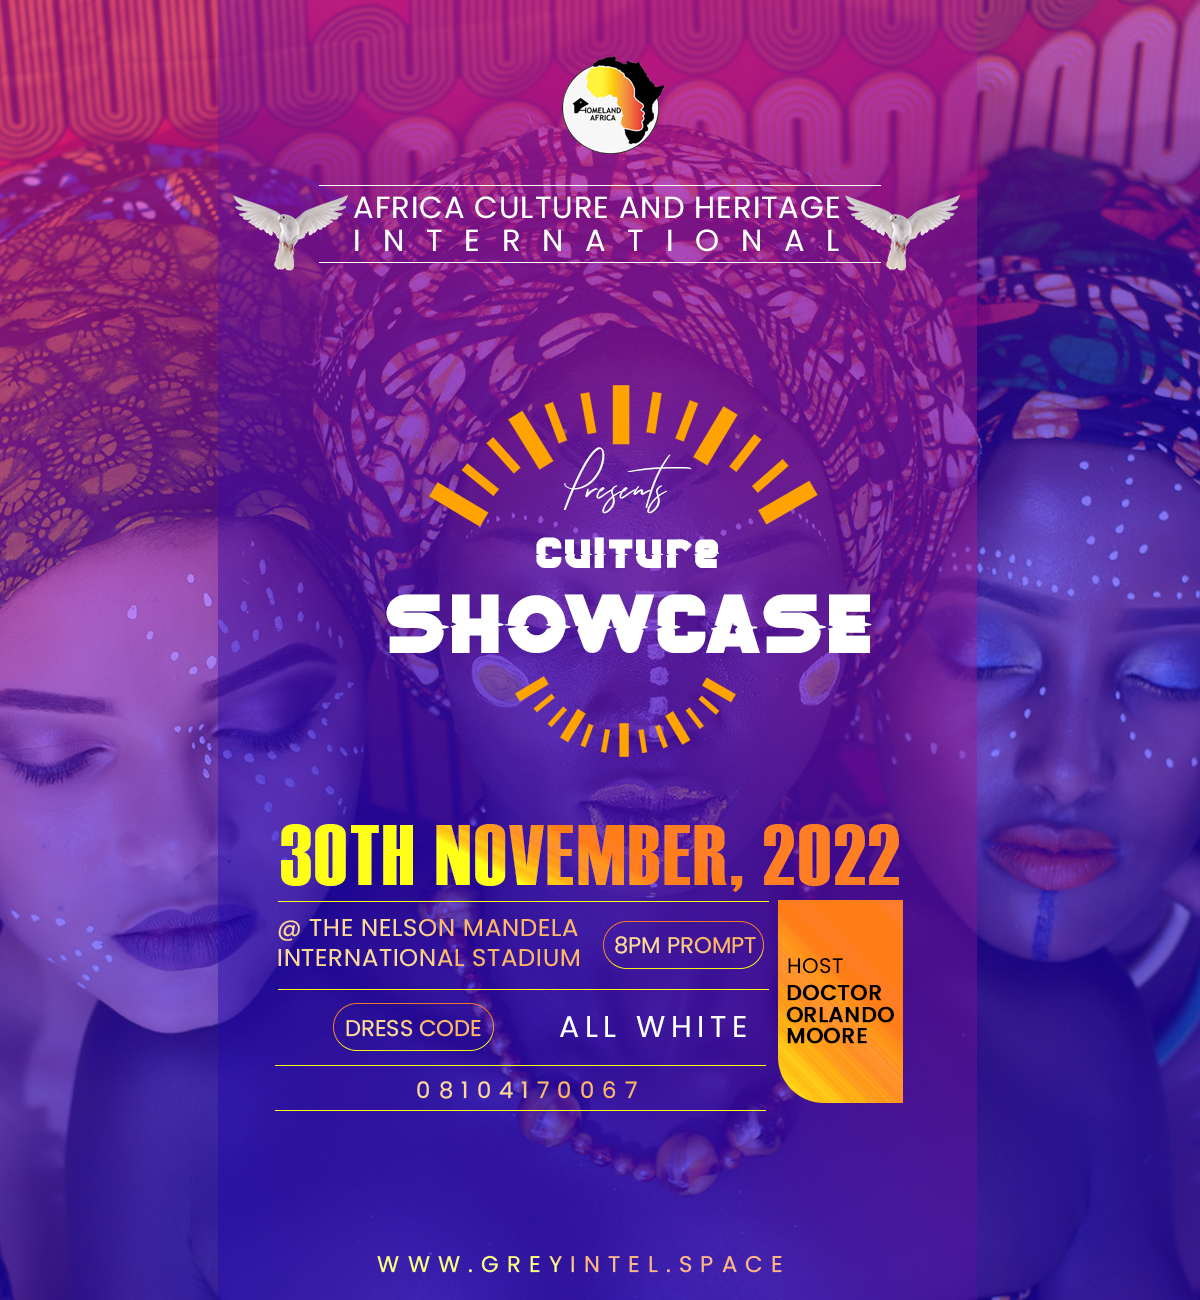 HOMELAND
AFRICA
AFRICA CULTURE AND HERITAGE
INTERNATIONAL
Presents
Culture
SHOWCASE
30TH NOVEMBER, 2022
@ THE NELSON MANDELA
INTERNATIONAL STADIUM
8PM PROMPT
HOST
DOCTOR
ORLANDO
MOORE
DRESS CODE
ALL WHITE
08104170067
WWW.GREYINTEL.SPACE